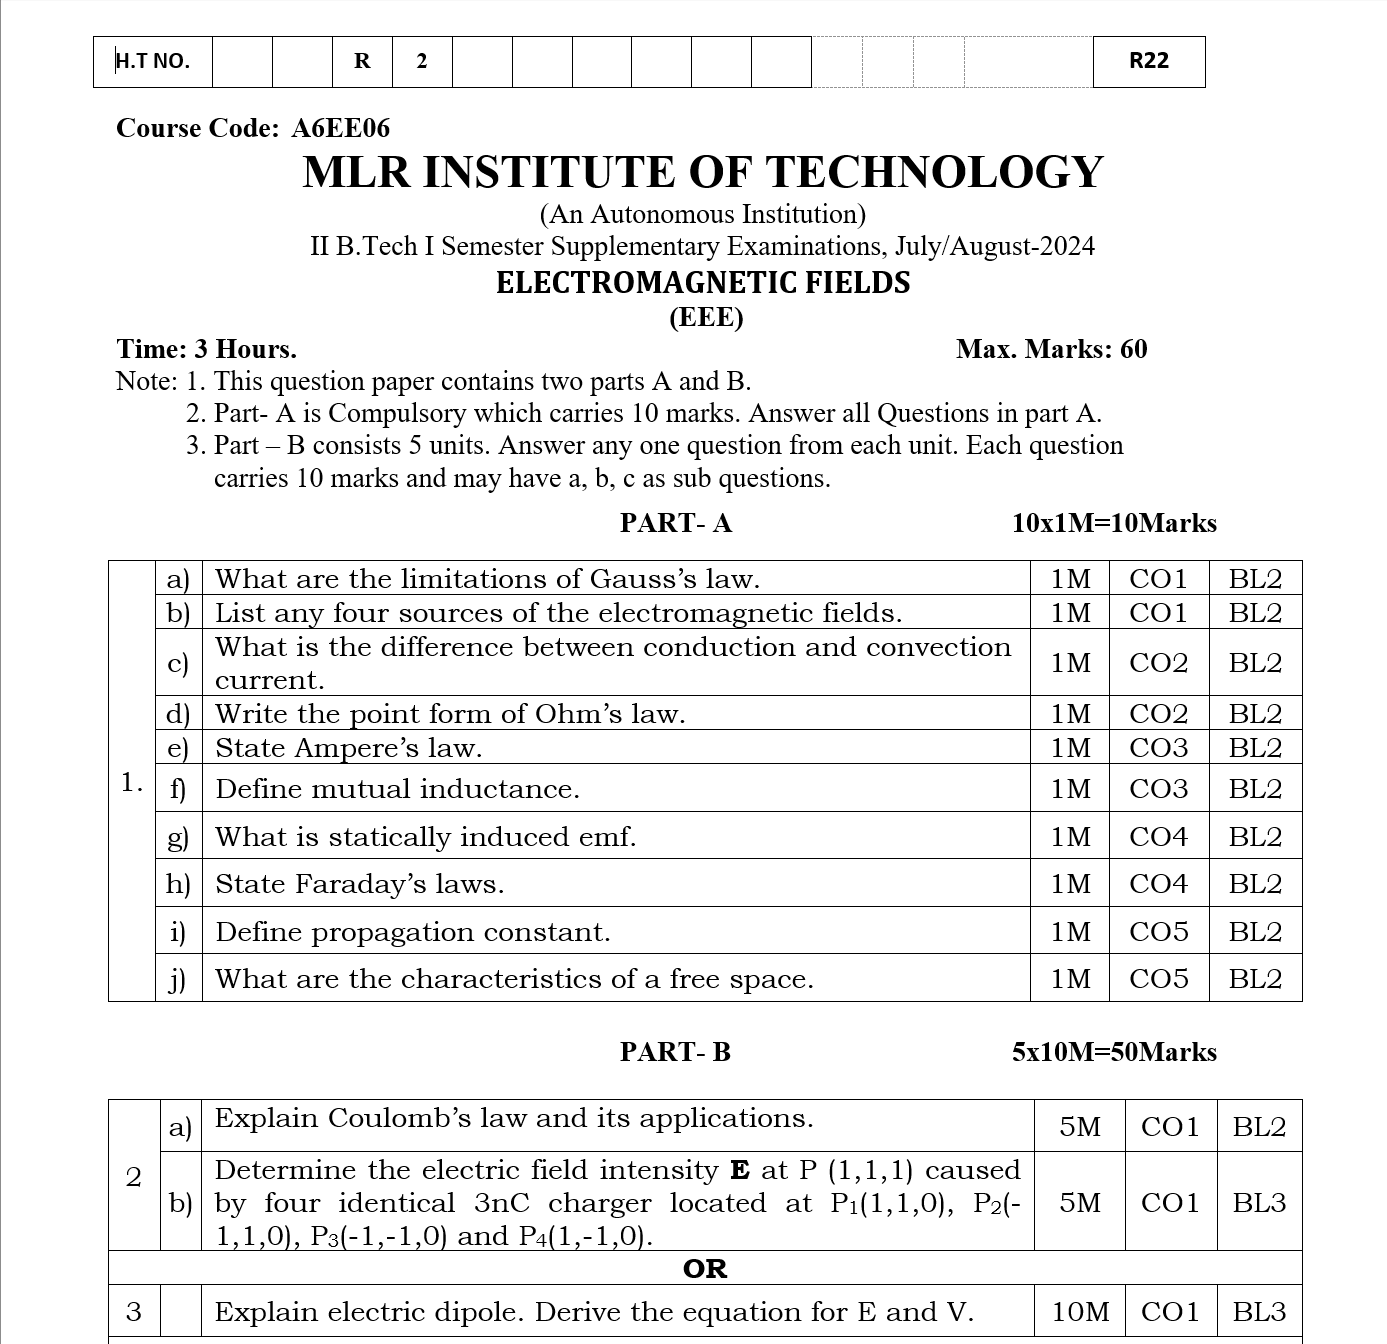 H.T NO. R 2 R22
Course Code: A6EE06
MLR INSTITUTE OF TECHNOLOGY
(An Autonomous Institution)
II B.Tech I Semester Supplementary Examinations, July/August-2024
ELECTROMAGNETIC FIELDS
(EEE)
Time: 3 Hours. Max. Marks: 60
Note: 1. This question paper contains two parts A and B.
2. Part- A is Compulsory which carries 10 marks. Answer all Questions in part A.
3. Part – B consists 5 units. Answer any one question from each unit. Each question
carries 10 marks and may have a, b, c as sub questions.
PART- A 10x1M=10Marks
1.
a) What are the limitations of Gauss’s law. 1M CO1 BL2
b) List any four sources of the electromagnetic fields. 1M CO1 BL2
c) What is the difference between conduction and convection
current. 1M CO2 BL2
d) Write the point form of Ohm’s law. 1M CO2 BL2
e) State Ampere’s law. 1M CO3 BL2
f) Define mutual inductance. 1M CO3 BL2
g) What is statically induced emf. 1M CO4 BL2
h) State Faraday’s laws. 1M CO4 BL2
i) Define propagation constant. 1M CO5 BL2
j) What are the characteristics of a free space. 1M CO5 BL2
PART- B 5x10M=50Marks
2
a) Explain Coulomb’s law and its applications. 5M CO1 BL2
b) Determine the electric field intensity E at P (1,1,1) caused
by four identical 3nC charger located at P1(1,1,0), P2(-
1,1,0), P3(-1,-1,0) and P4(1,-1,0). 5M CO1 BL3
OR
3 Explain electric dipole. Derive the equation for E and V. 10M CO1 BL3